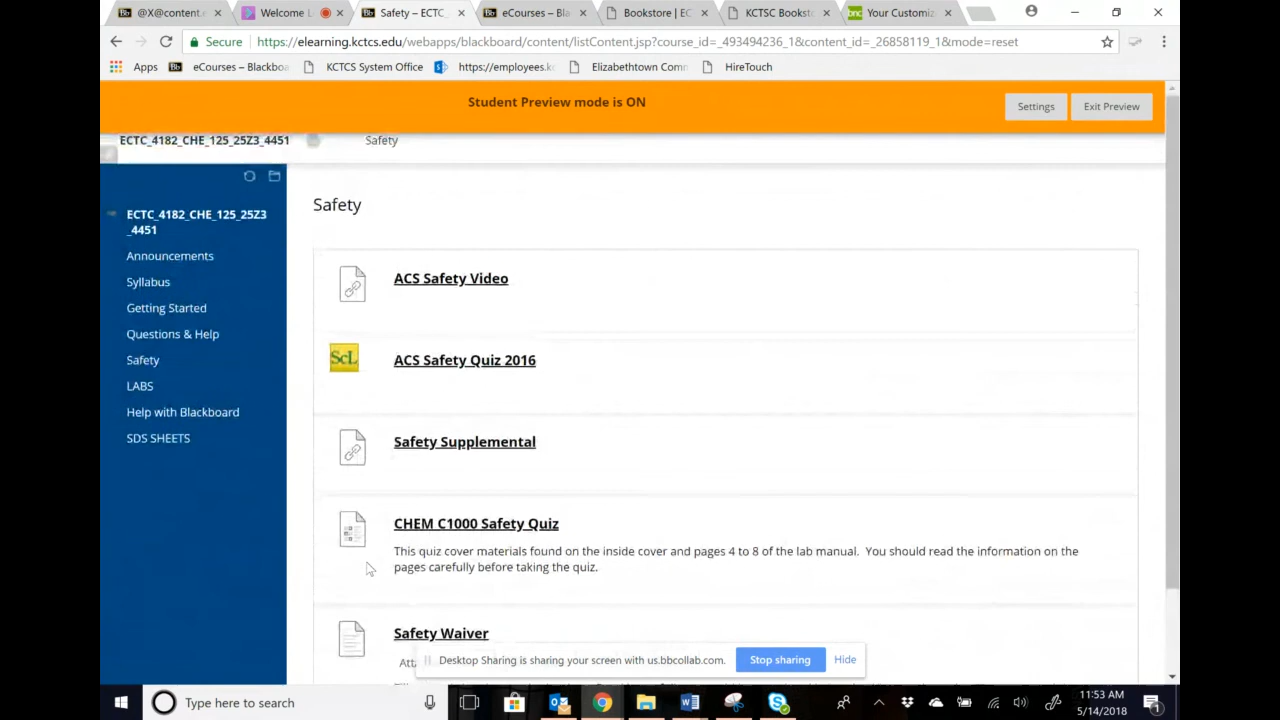 @X@content.e
Welcome L
Safety – ECTC_
eCourses – Bla
Bookstore | EC
KCTSC Bookst
bnc
Your Customiz
Secure
https://elearning.kctcs.edu/webapps/blackboard/content/listContent.jsp?course_id=_493494236_1&content_id=_26858119_1&mode=reset
Apps
Bb
eCourses – Blackboa
KCTCS System Office
https://employees.kc
Elizabethtown Comn
HireTouch
Student Preview mode is ON
Settings
Exit Preview
ECTC_4182_CHE_125_25Z3_4451
Safety
ECTC_4182_CHE_125_25Z3
_4451
Announcements
Syllabus
Getting Started
Questions & Help
Safety
LABS
Help with Blackboard
SDS SHEETS
Safety
ACS Safety Video
ScL
ACS Safety Quiz 2016
Safety Supplemental
CHEM C1000 Safety Quiz
This quiz cover materials found on the inside cover and pages 4 to 8 of the lab manual. You should read the information on the
pages carefully before taking the quiz.
Safety Waiver
Atta
Desktop Sharing is sharing your screen with us.bbcollab.com.
Stop sharing
Hide
Type here to search
11:53 AM
5/14/2018